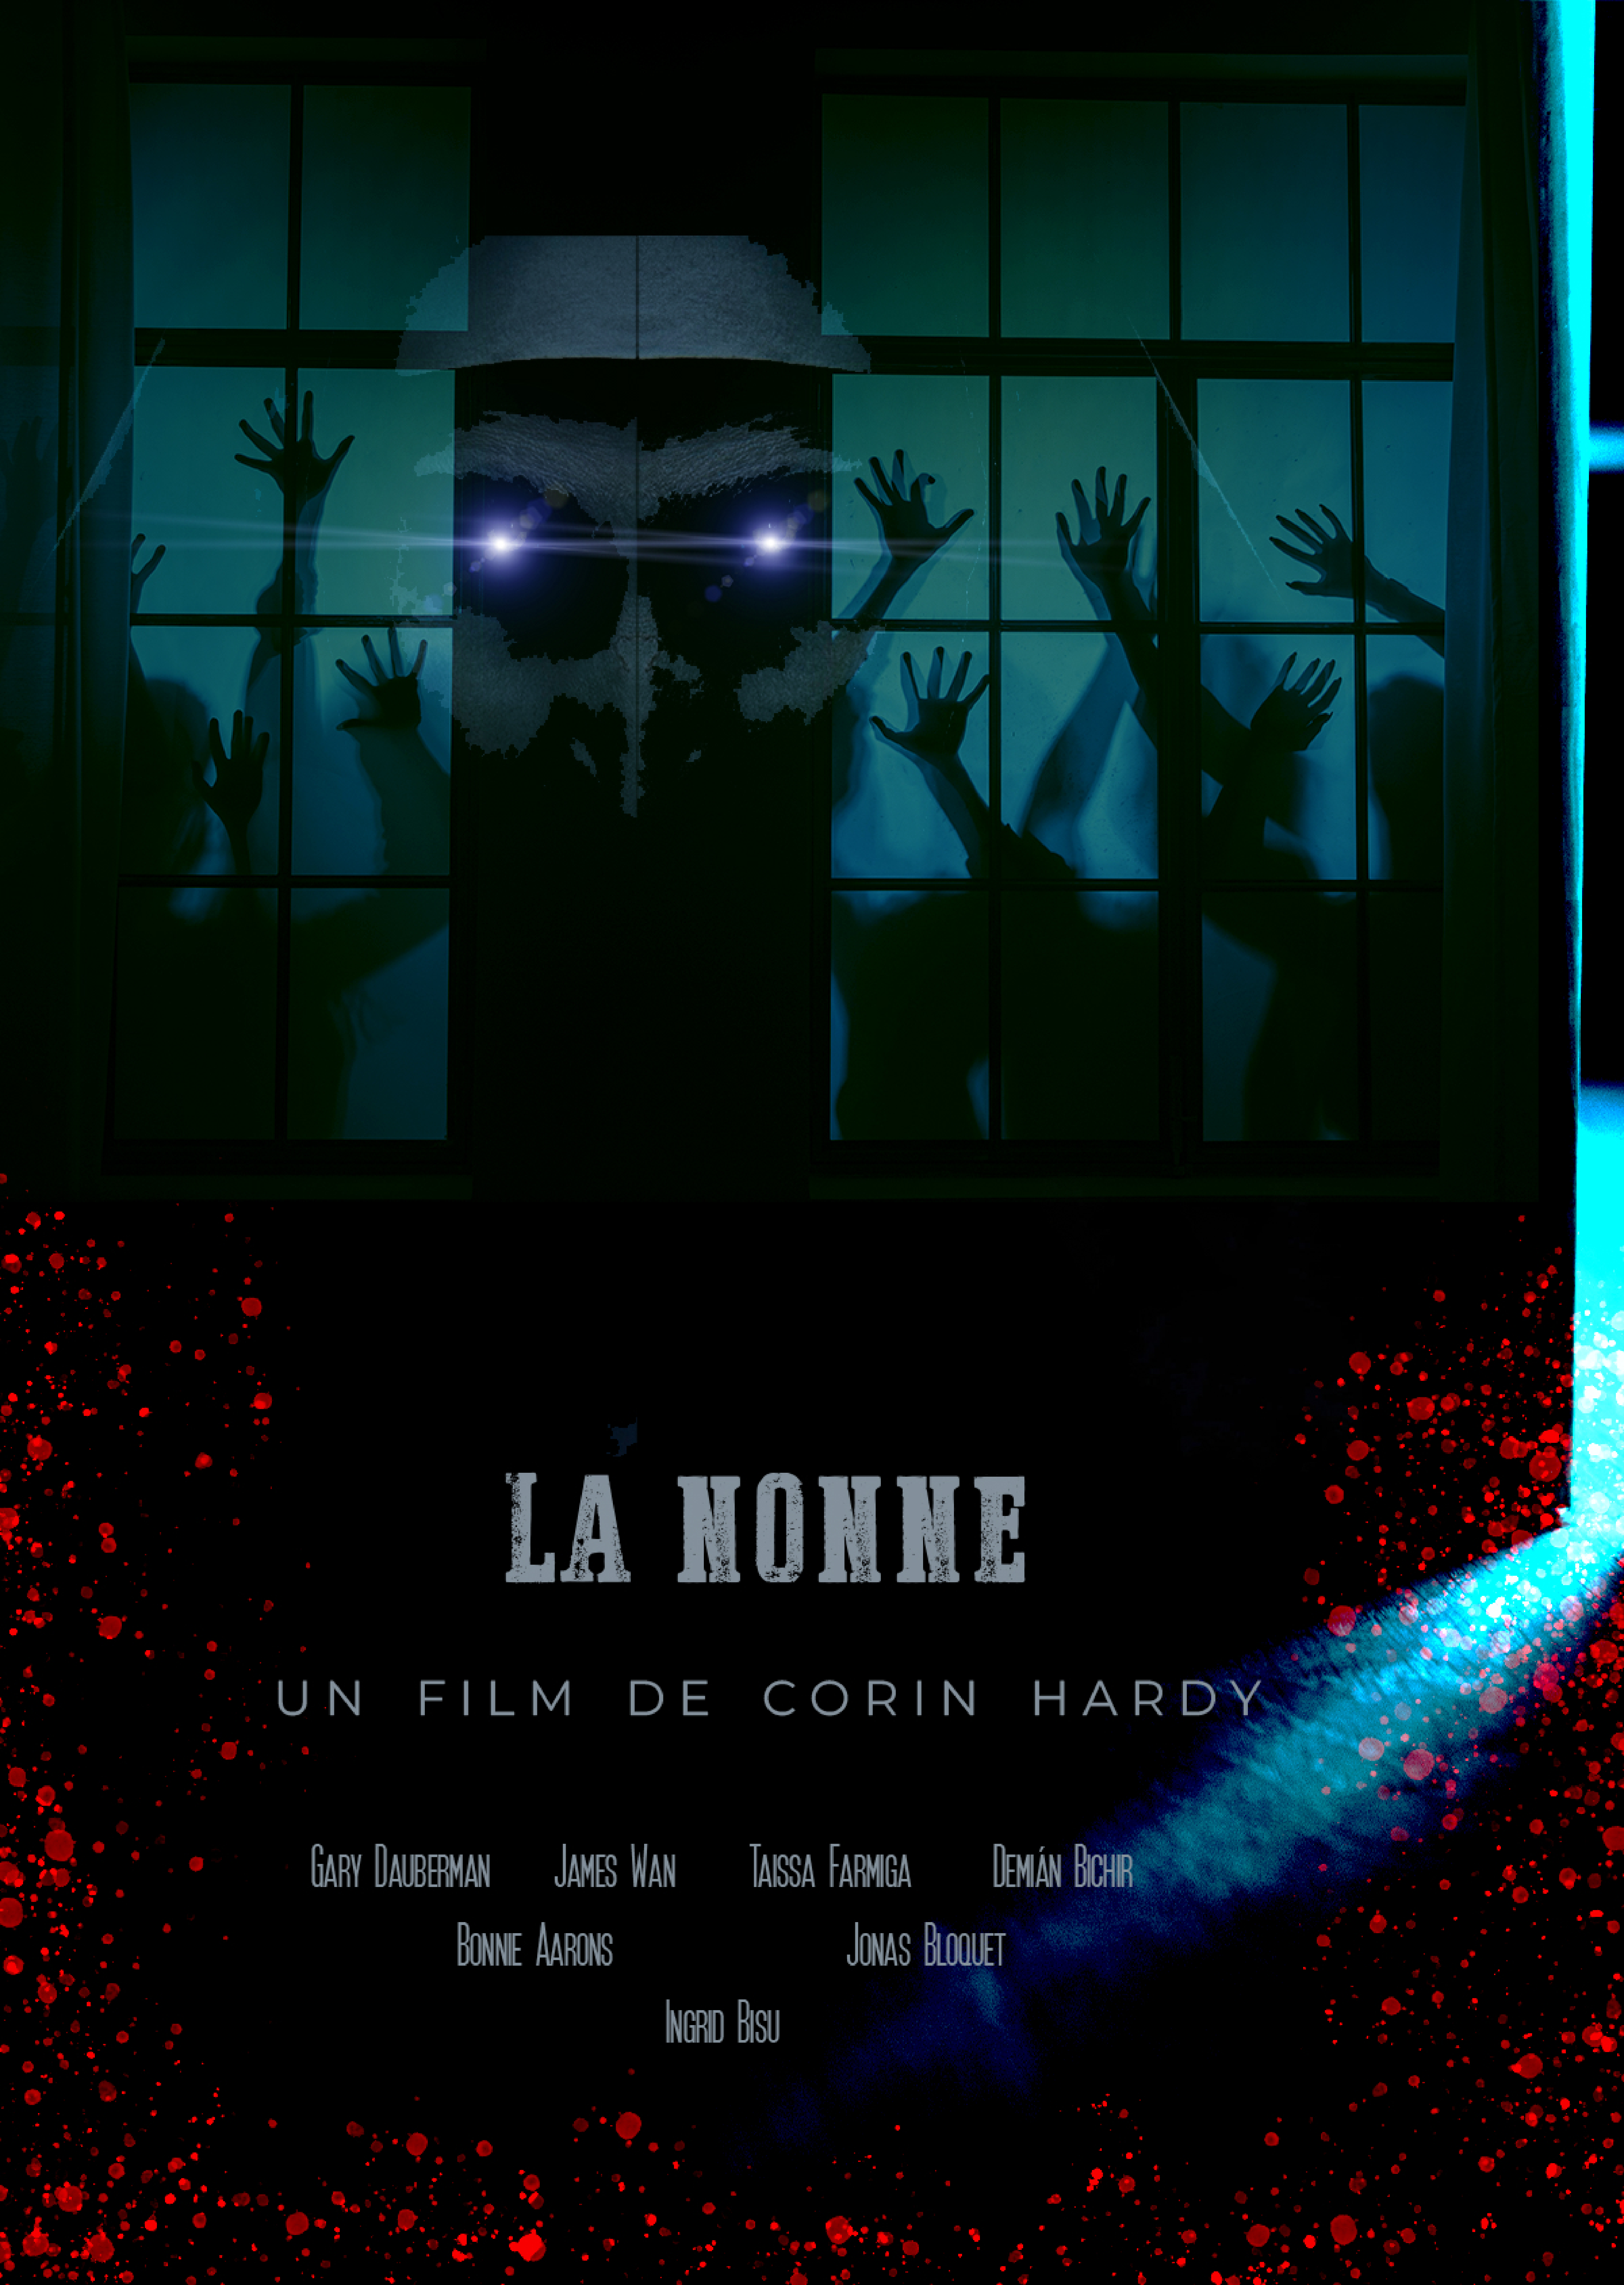 LA NONNE
UN FILM DE CORIN HARDY
Gary Dauberman James Wan Taissa Farmiga Demián Bichir
Bonnie Aarons Jonas Bloquet
Ingrid Bisu